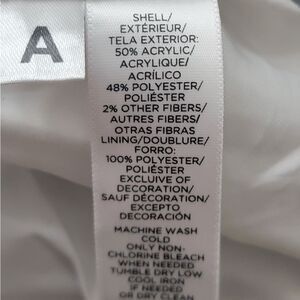 A
SHELL/
EXTÉRIEUR/
TELA EXTERIOR:
50% ACRYLIC/
ACRYLIQUE/
ACRÍLICO
48% POLYESTER/
POLIÉSTER
2% OTHER FIBERS/
AUTRES FIBERS/
OTRAS FIBRAS
LINING/DOUBLURE/
FORRO:
100% POLYESTER/
POLIÉSTER
EXCLUIVE OF
DECORATION/
SAUF DÉCORATION/
EXCEPTO
DECORACIÓN
MACHINE WASH
COLD
ONLY NON-
CHLORINE BLEACH
WHEN NEEDED
TUMBLE DRY LOW
COOL IRON
IF NEEDED
OR DRY CLEAN